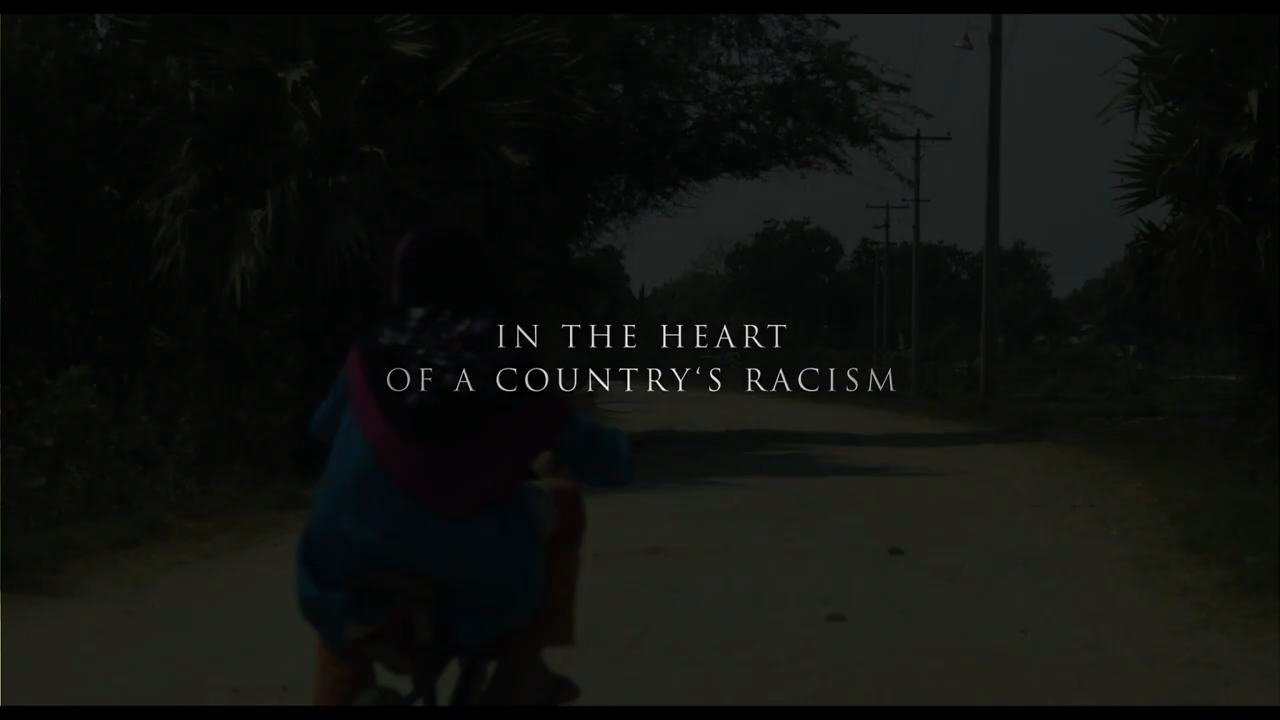 IN THE HEART
OF A COUNTRY‘S RACISM